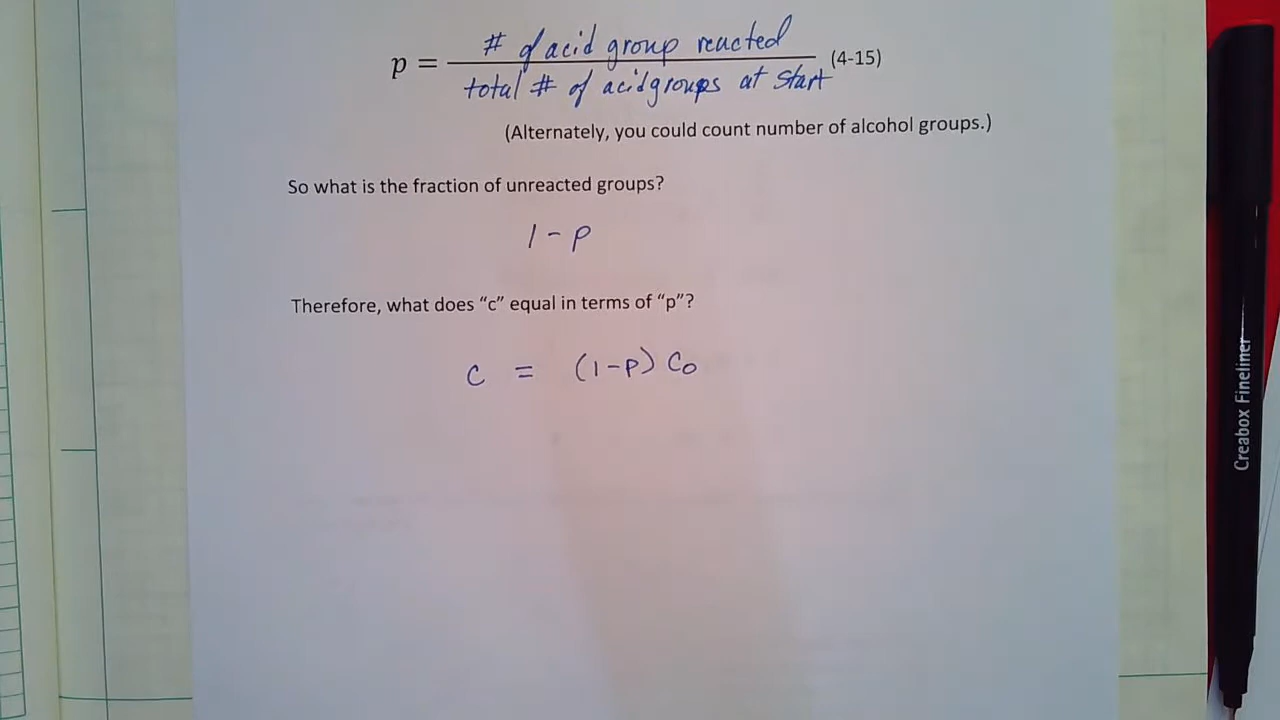 p = # of acid group reacted / total # of acid groups at start (4-15)
(Alternately, you could count number of alcohol groups.)
So what is the fraction of unreacted groups?
1 - p
Therefore, what does “c” equal in terms of “p”?
c = (1-p) c₀
Creabox Fineliner